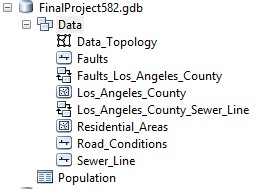 FinalProject582.gdb
Data
Data_Topology
Faults
Faults_Los_Angeles_County
Los_Angeles_County
Los_Angeles_County_Sewer_Line
Residential_Areas
Road_Conditions
Sewer_Line
Population